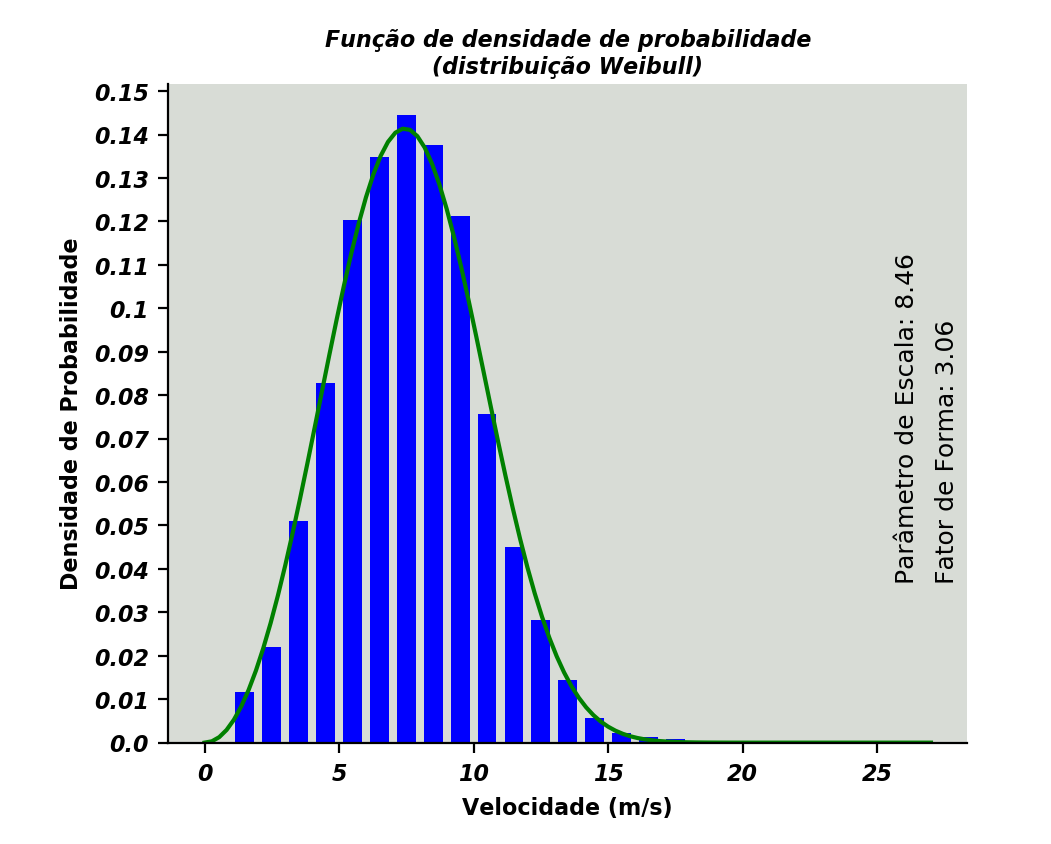 Função de densidade de probabilidade
(distribuição Weibull)
Densidade de Probabilidade
0.15
0.14
0.13
0.12
0.11
0.1
0.09
0.08
0.07
0.06
0.05
0.04
0.03
0.02
0.01
0.0
Parâmetro de Escala: 8.46
Fator de Forma: 3.06
0 5 10 15 20 25
Velocidade (m/s)